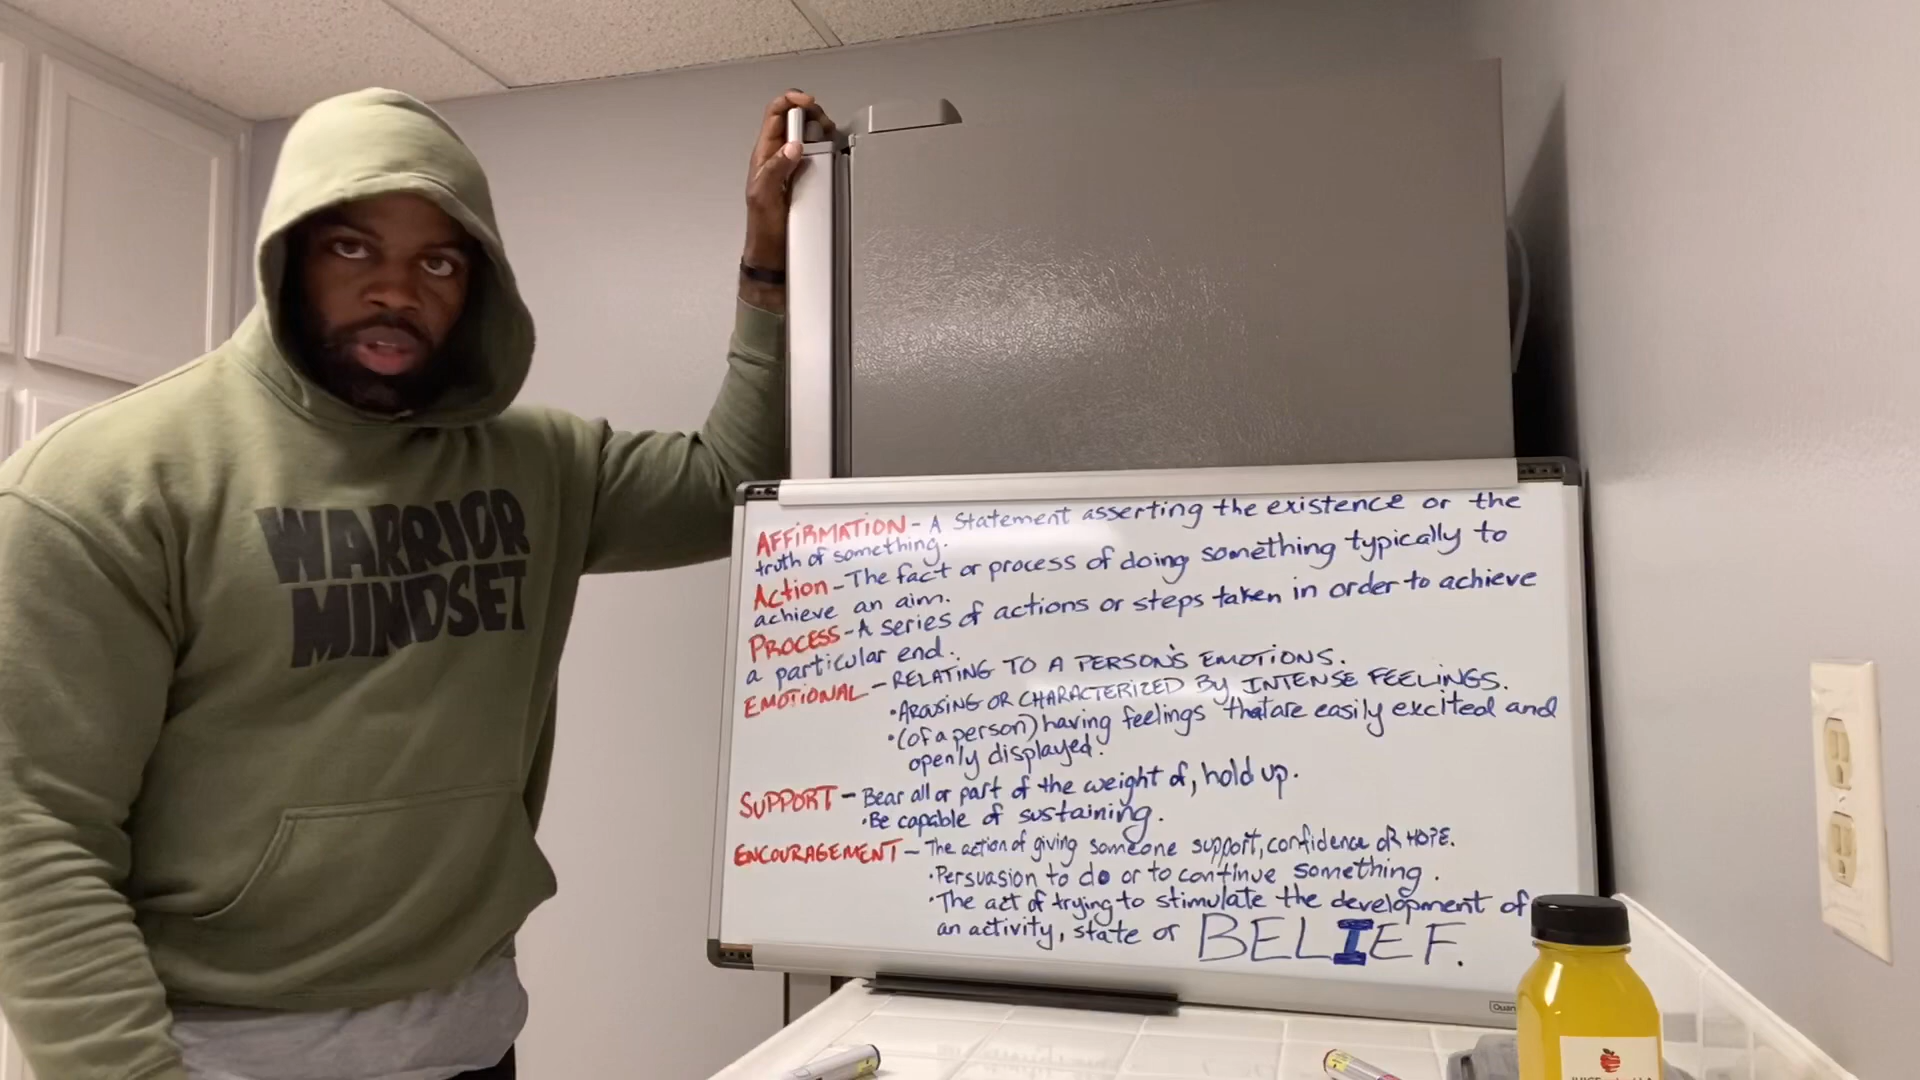 WARRIOR
MINDSET
AFFIRMATION - A Statement asserting the existence or the
truth of something.
Action - The fact or process of doing something typically to
achieve an aim.
PROCESS - A series of actions or steps taken in order to achieve
a particular end.
EMOTIONAL - RELATING TO A PERSON'S EMOTIONS.
• AROUSING OR CHARACTERIZED By INTENSE FEELINGS.
• (of a person) having feelings that are easily excited and
openly displayed.
SUPPORT - Bear all or part of the weight of, hold up.
• Be capable of sustaining.
ENCOURAGEMENT - The action of giving someone support, confidence OR HOPE.
• Persuasion to do or to continue something.
• The act of trying to stimulate the development of
an activity, state or BELIEF.